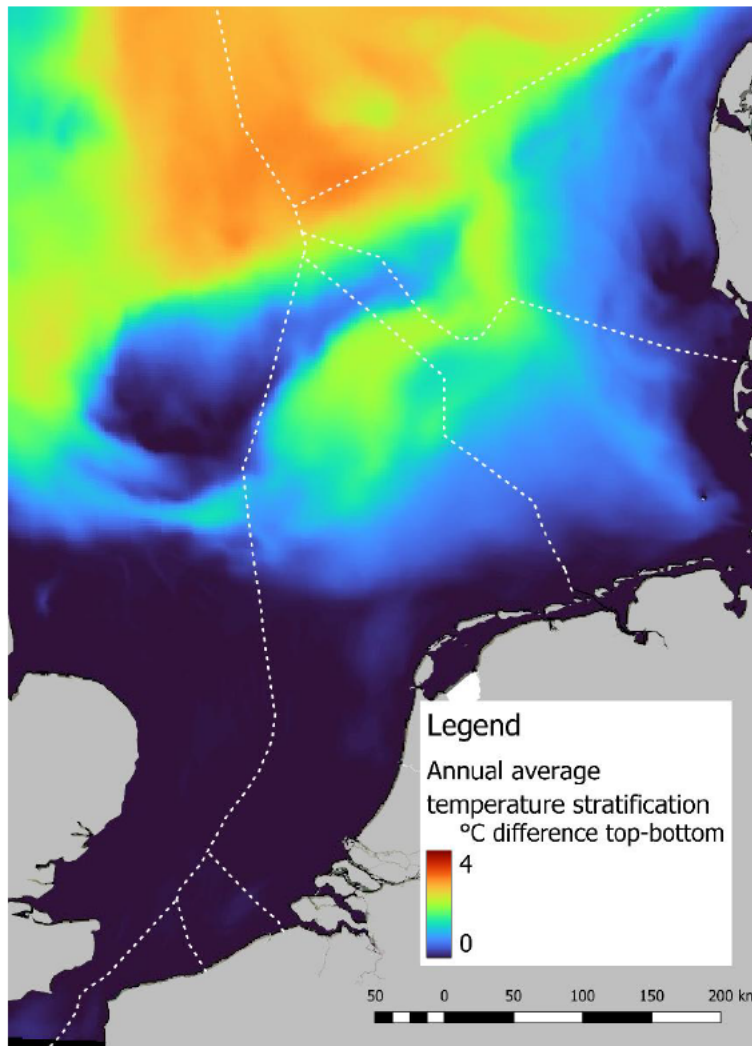 Legend
Annual average
temperature stratification
°C difference top-bottom
4
0
50 0 50 100 150 200 km